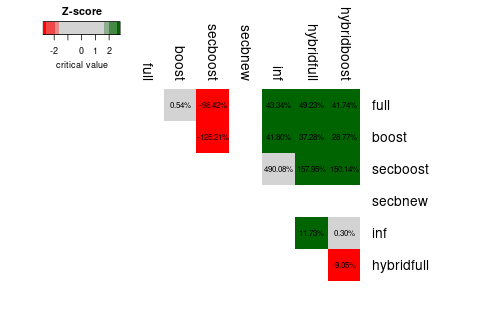 Z-score
-2 0 1 2
critical value
full
boost
secboost
secbnew
inf
hybridfull
hybridboost
0.54% -98.42% 43.34% 49.23% 41.74% full
-125.21% 41.80% 37.28% 28.77% boost
490.08% 157.95% 150.14% secboost
secbnew
11.73% 0.30% inf
-9.05% hybridfull